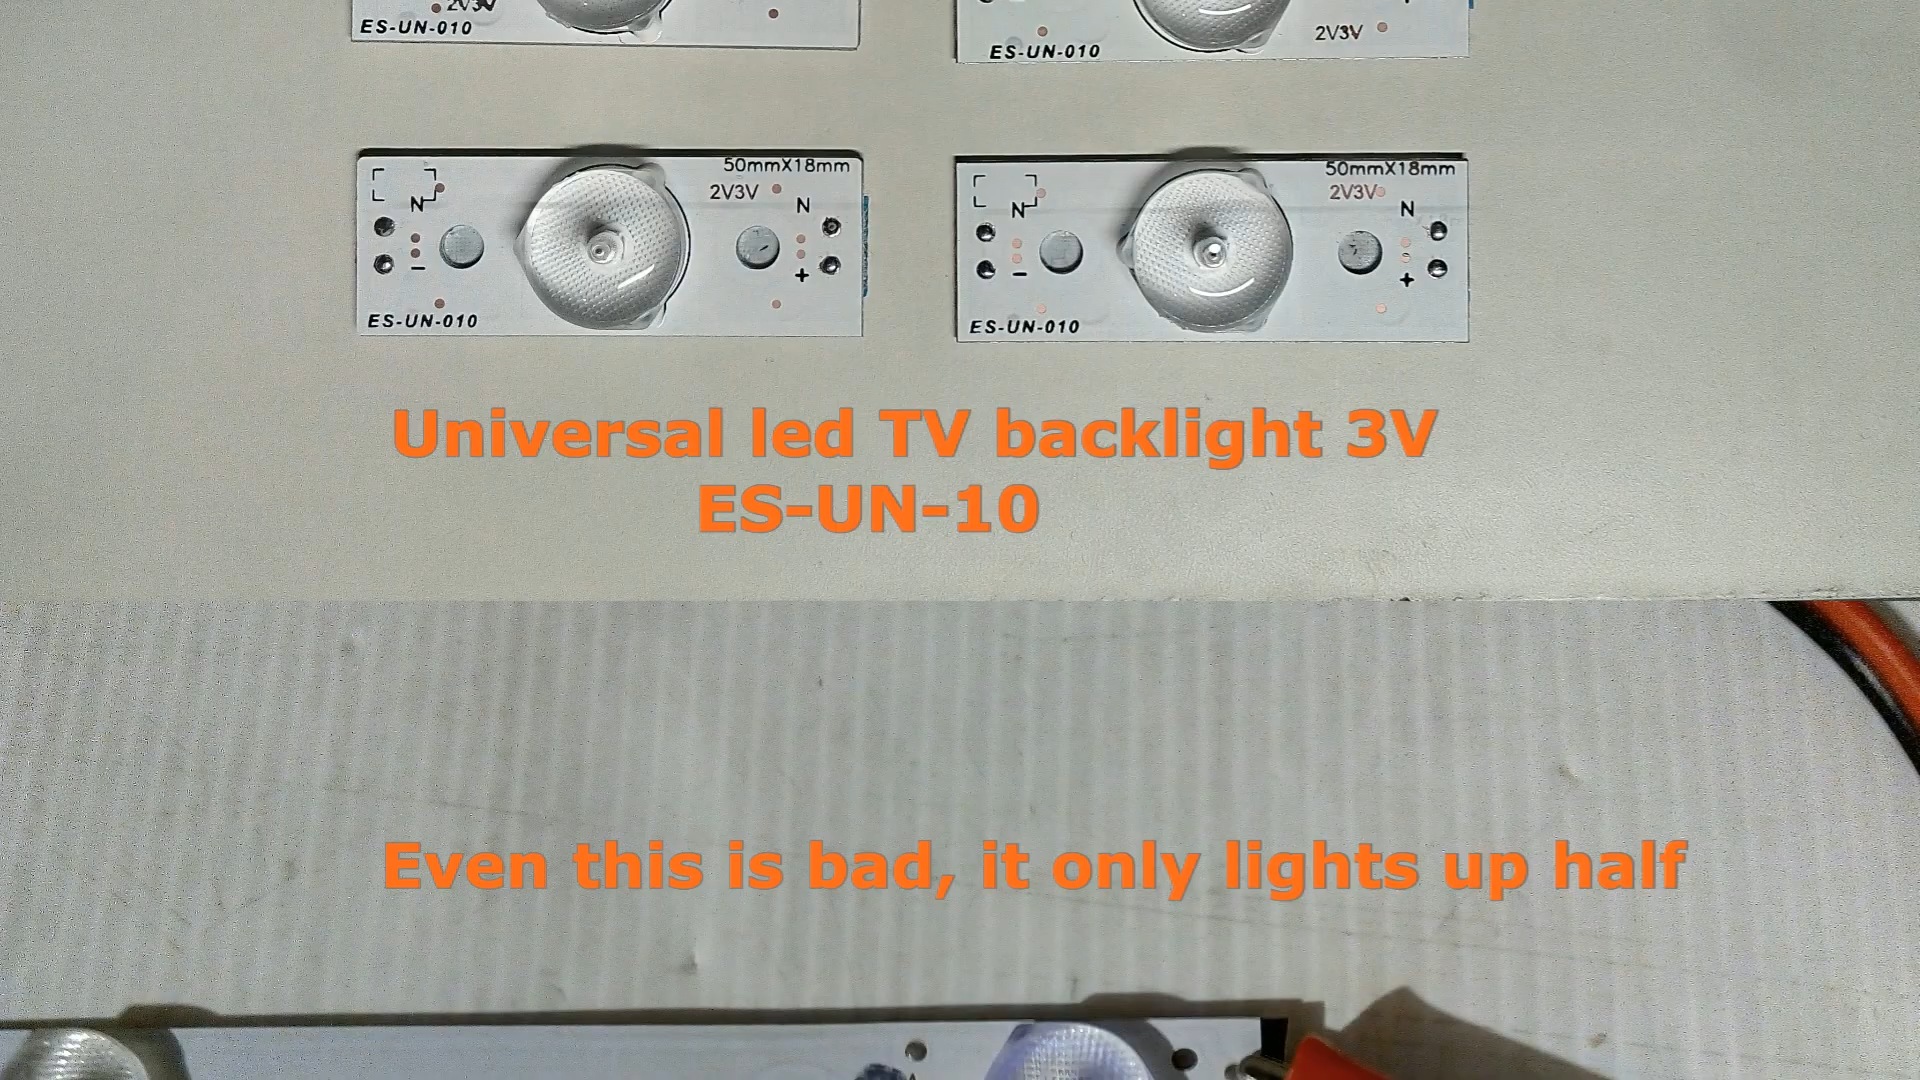 2V3V
ES-UN-010
2V3V
ES-UN-010
50mmX18mm
2V3V
N
N
-
+
ES-UN-010
50mmX18mm
2V3V
N
N
-
+
ES-UN-010
Universal led TV backlight 3V
ES-UN-10
Even this is bad, it only lights up half